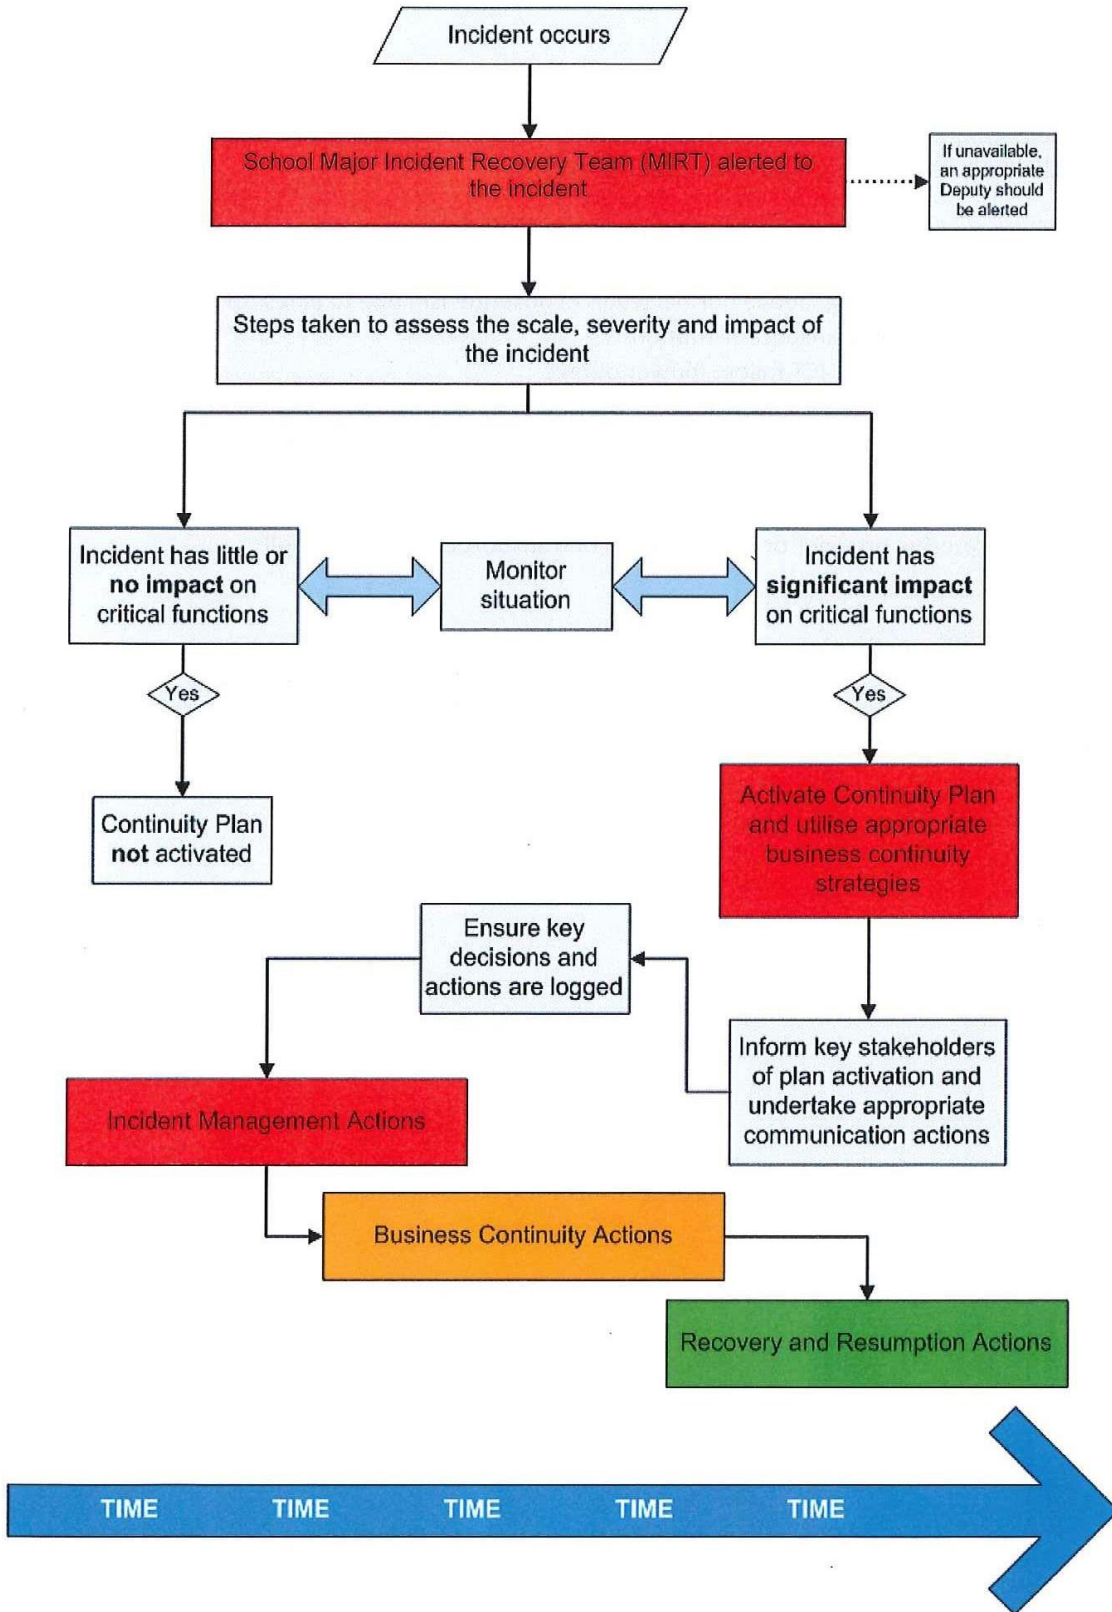 Incident occurs
School Major Incident Recovery Team (MIRT) alerted to
the incident
If unavailable,
an appropriate
Deputy should
be alerted
Steps taken to assess the scale, severity and impact of
the incident
Incident has little or
no impact on
critical functions
Monitor
situation
Incident has
significant impact
on critical functions
Yes
Yes
Continuity Plan
not activated
Activate Continuity Plan
and utilise appropriate
business continuity
strategies
Ensure key
decisions and
actions are logged
Inform key stakeholders
of plan activation and
undertake appropriate
communication actions
Incident Management Actions
Business Continuity Actions
Recovery and Resumption Actions
TIME TIME TIME TIME TIME